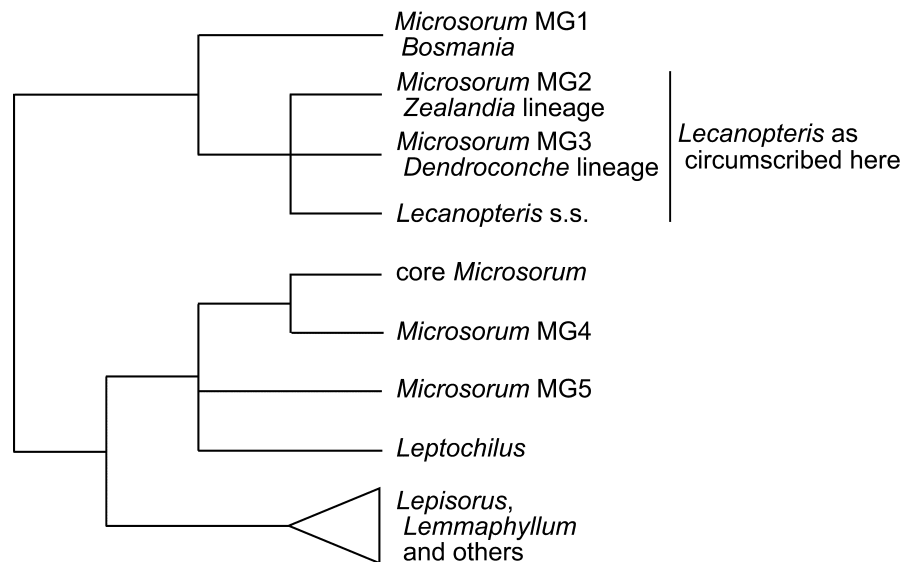 Microsorum MG1
Bosmania
Microsorum MG2
Zealandia lineage
Microsorum MG3
Dendroconche lineage
Lecanopteris s.s.
Lecanopteris as
circumscribed here
core Microsorum
Microsorum MG4
Microsorum MG5
Leptochilus
Lepisorus,
Lemmaphyllum
and others